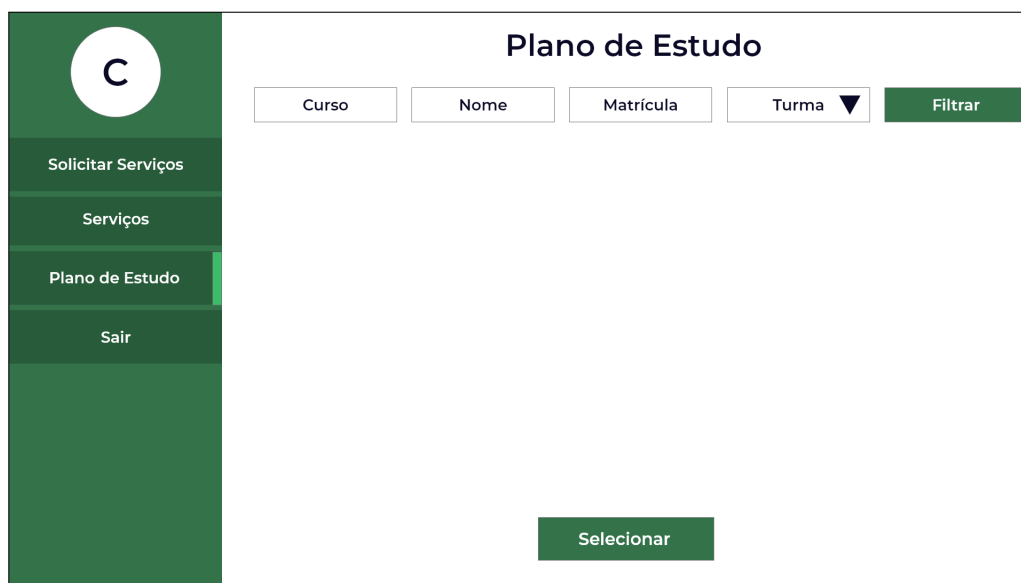 C
Solicitar Serviços
Serviços
Plano de Estudo
Sair
Plano de Estudo
Curso Nome Matrícula Turma Filtrar
Selecionar